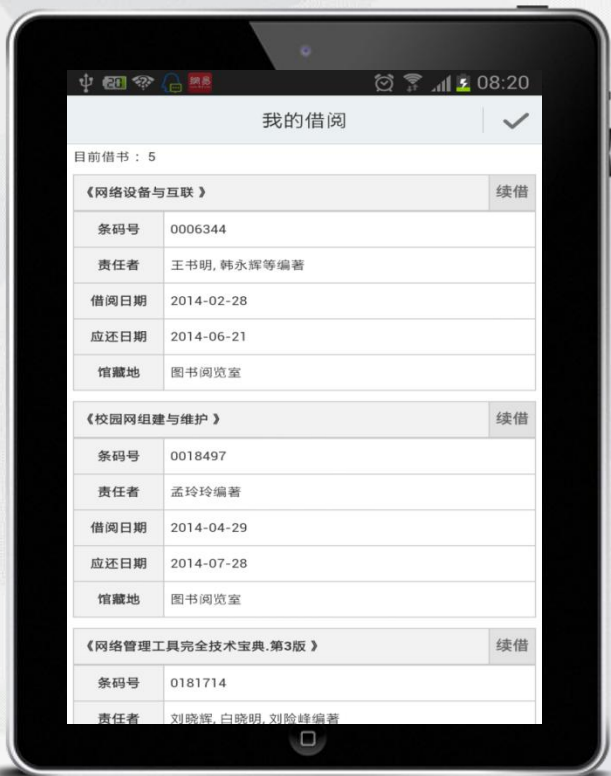 20
網易
08:20
我的借阅
目前借书： 5
《网络设备与互联 》 续借
条码号 0006344
责任者 王书明, 韩永辉等编著
借阅日期 2014-02-28
应还日期 2014-06-21
馆藏地 图书阅览室
《校园网组建与维护 》 续借
条码号 0018497
责任者 孟玲玲编著
借阅日期 2014-04-29
应还日期 2014-07-28
馆藏地 图书阅览室
《网络管理工具完全技术宝典.第3版 》 续借
条码号 0181714
责任者 刘晓辉, 白晓明, 刘险峰编著